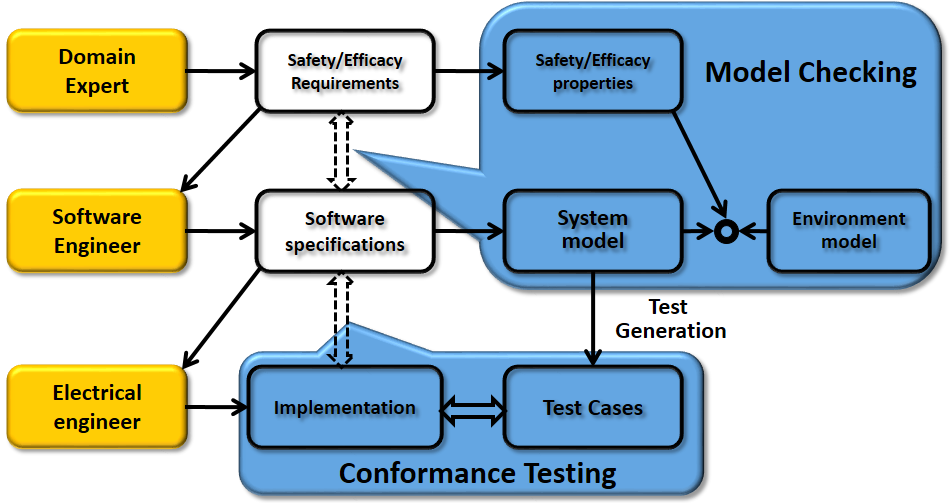 Domain
Expert
Safety/Efficacy
Requirements
Safety/Efficacy
properties
Model Checking
Software
Engineer
Software
specifications
System
model
Environment
model
Test
Generation
Electrical
engineer
Implementation
Test Cases
Conformance Testing